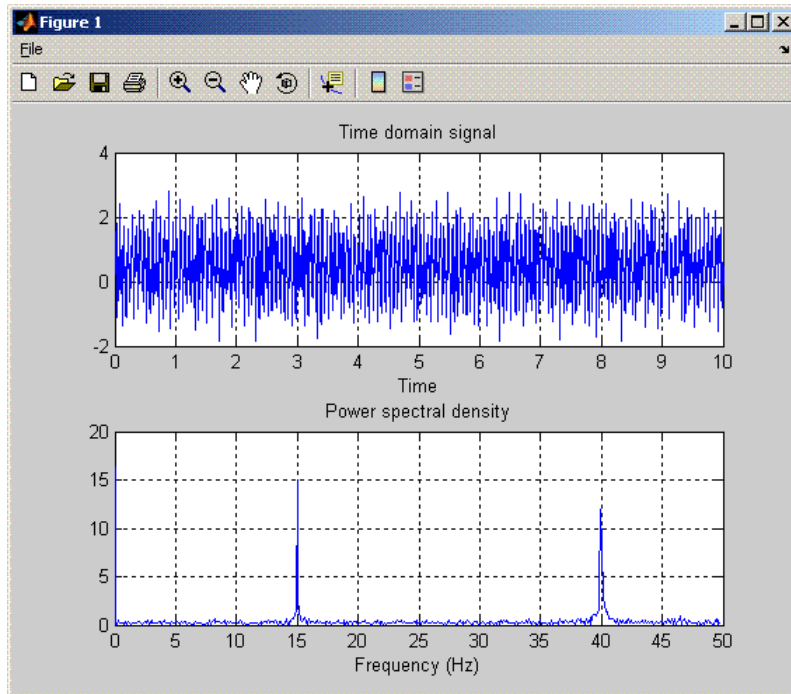 Figure 1
File
Time domain signal
4
2
0
-2
0 1 2 3 4 5 6 7 8 9 10
Time
Power spectral density
20
15
10
5
0
0 5 10 15 20 25 30 35 40 45 50
Frequency (Hz)